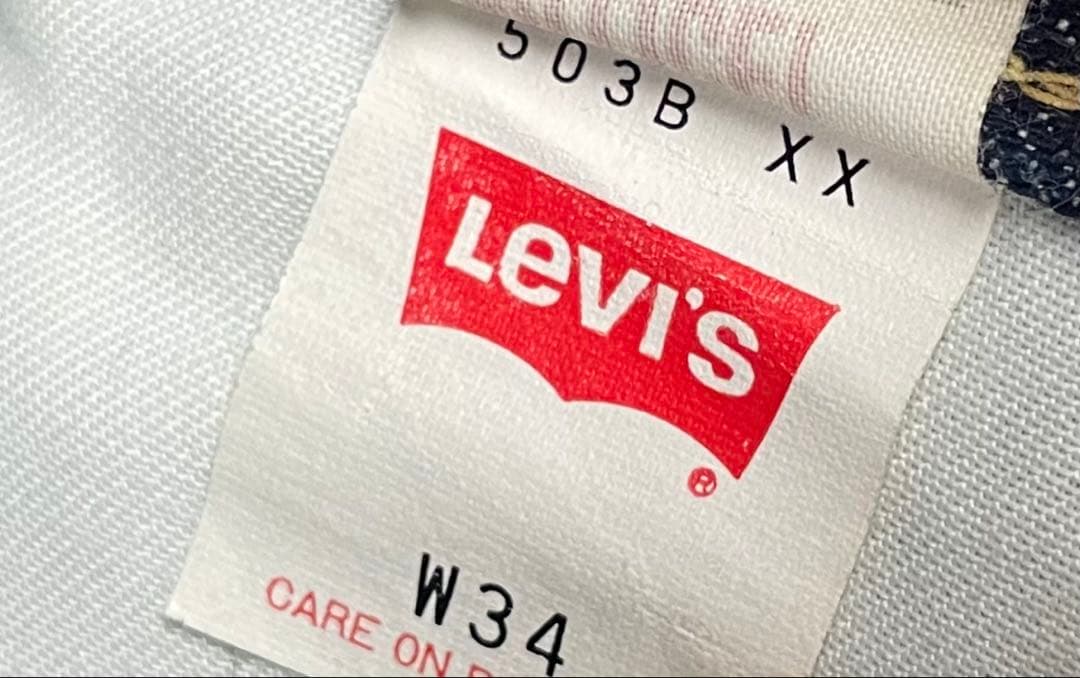 503B XX
LEVI'S
®
W34
CARE ON